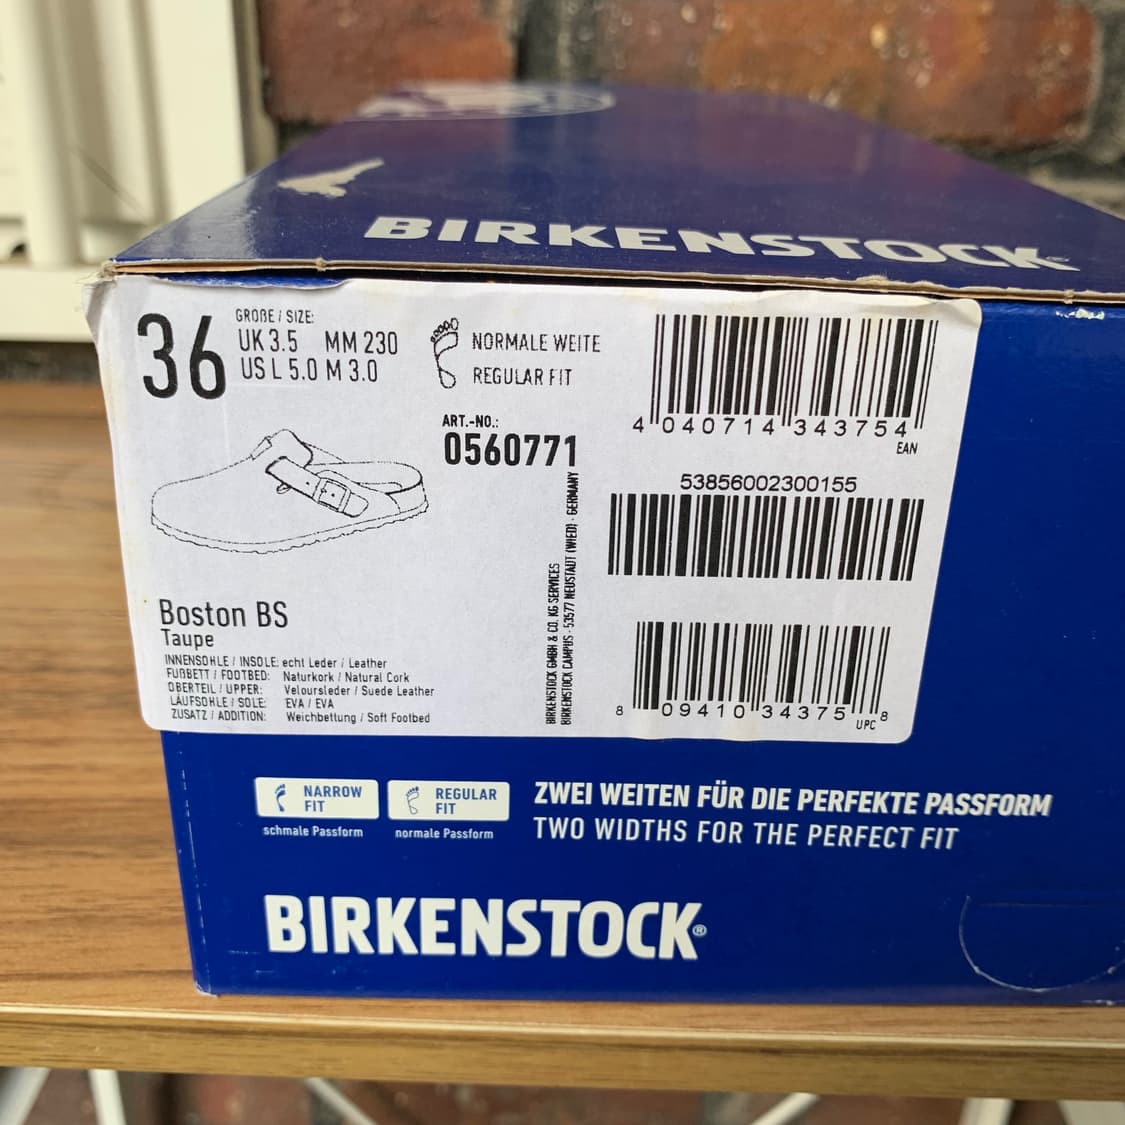 BIRKENSTOCK
36
GRÖßE / SIZE:
UK 3.5 MM 230
US L 5.0 M 3.0
NORMALE WEITE
REGULAR FIT
ART.-NO.:
0560771
4 040714 343754
EAN
53856002300155
8 09410 34375 8
UPC
BIRKENSTOCK GMBH & CO. KG SERVICES
BIRKENSTOCK CAMPUS · 53577 NEUSTADT (WIED) · GERMANY
Boston BS
Taupe
INNENSOHLE / INSOLE: echt Leder / Leather
FUßBETT / FOOTBED: Naturkork / Natural Cork
OBERTEIL / UPPER: Veloursleder / Suede Leather
LAUFSOHLE / SOLE: EVA / EVA
ZUSATZ / ADDITION: Weichbettung / Soft Footbed
NARROW
FIT
schmale Passform
REGULAR
FIT
normale Passform
ZWEI WEITEN FÜR DIE PERFEKTE PASSFORM
TWO WIDTHS FOR THE PERFECT FIT
BIRKENSTOCK®